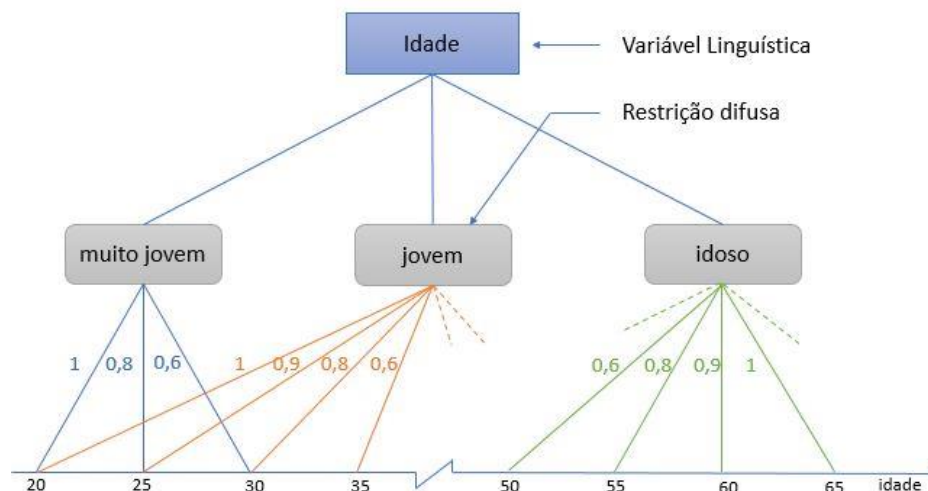 Idade
Variável Linguística
Restrição difusa
muito jovem
jovem
idoso
1 0,8 0,6 1 0,9 0,8 0,6 0,6 0,8 0,9 1
20 25 30 35 50 55 60 65 idade